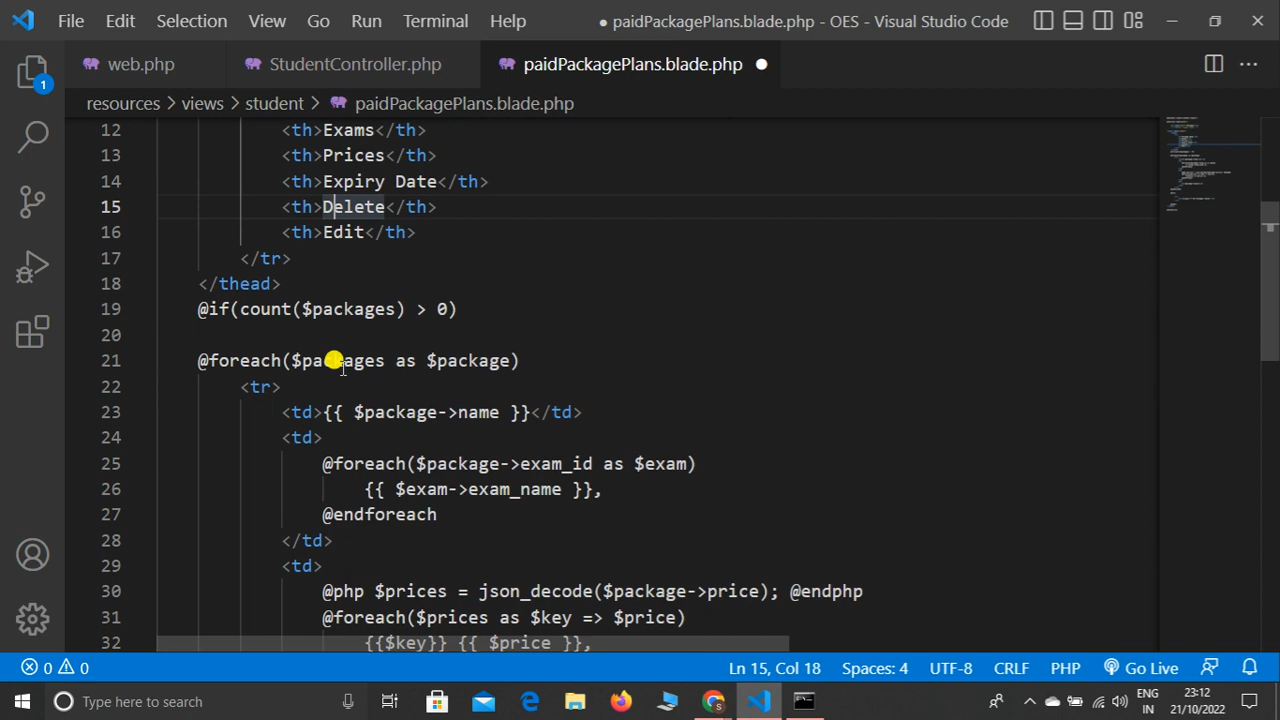 File Edit Selection View Go Run Terminal Help ● paidPackagePlans.blade.php - OES - Visual Studio Code
web.php StudentController.php paidPackagePlans.blade.php ●
resources > views > student > paidPackagePlans.blade.php
1
12 <th>Exams</th>
13 <th>Prices</th>
14 <th>Expiry Date</th>
15 <th>Delete</th>
16 <th>Edit</th>
17 </tr>
18 </thead>
19 @if(count($packages) > 0)
20
21 @foreach($packages as $package)
22 <tr>
23 <td>{{ $package->name }}</td>
24 <td>
25 @foreach($package->exam_id as $exam)
26 {{ $exam->exam_name }},
27 @endforeach
28 </td>
29 <td>
30 @php $prices = json_decode($package->price); @endphp
31 @foreach($prices as $key => $price)
32 {{$key}} {{ $price }},
0 0 Ln 15, Col 18 Spaces: 4 UTF-8 CRLF PHP Go Live
Type here to search ENG IN 23:12 21/10/2022